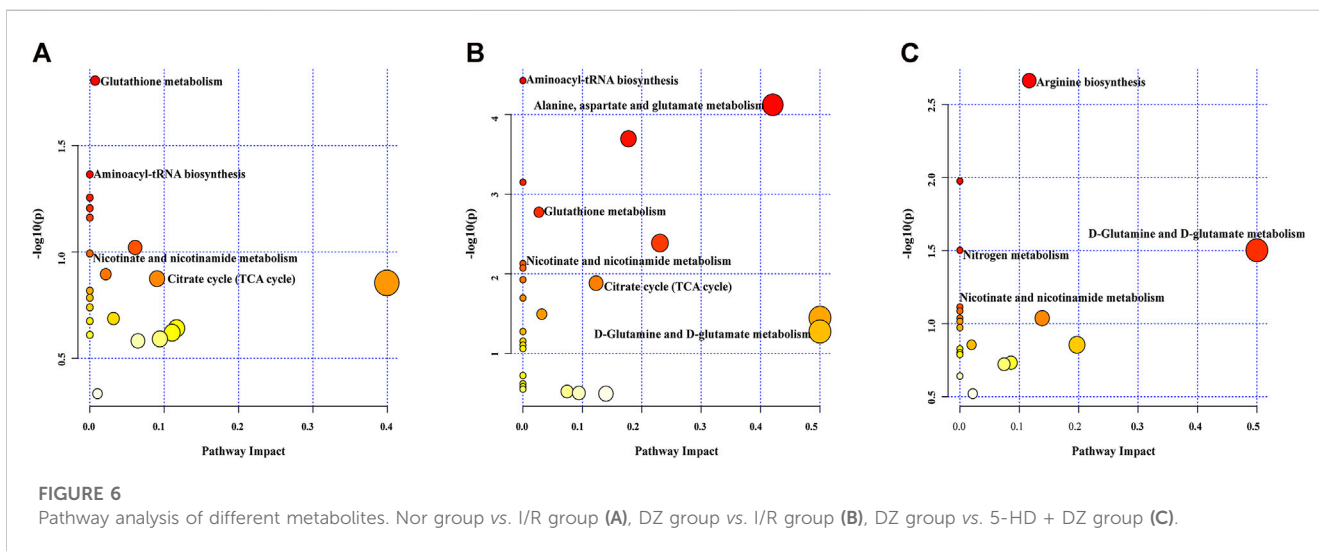 A
Glutathione metabolism
1.5
Aminoacyl-tRNA biosynthesis
-log10(p)
1.0
Nicotinate and nicotinamide metabolism
Citrate cycle (TCA cycle)
0.5
0.0 0.1 0.2 0.3 0.4
Pathway Impact
B
Aminoacyl-tRNA biosynthesis
Alanine, aspartate and glutamate metabolism
4
3
Glutathione metabolism
-log10(p)
Nicotinate and nicotinamide metabolism
2
Citrate cycle (TCA cycle)
D-Glutamine and D-glutamate metabolism
1
0.0 0.1 0.2 0.3 0.4 0.5
Pathway Impact
C
Arginine biosynthesis
2.5
2.0
D-Glutamine and D-glutamate metabolism
-log10(p)
1.5
Nitrogen metabolism
Nicotinate and nicotinamide metabolism
1.0
0.5
0.0 0.1 0.2 0.3 0.4 0.5
Pathway Impact
FIGURE 6
Pathway analysis of different metabolites. Nor group vs. I/R group (A), DZ group vs. I/R group (B), DZ group vs. 5-HD + DZ group (C).